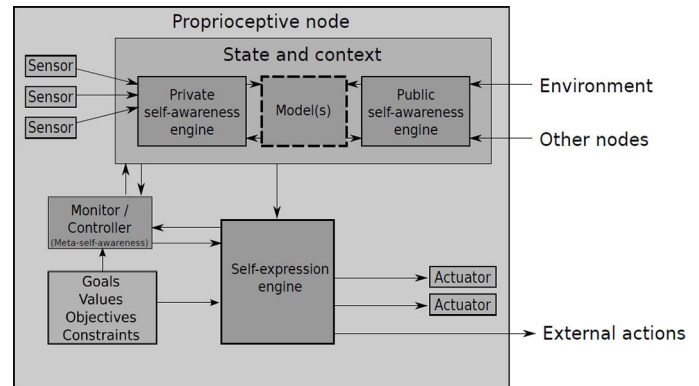 Proprioceptive node
State and context
Sensor
Sensor
Sensor
Private
self-awareness
engine
Model(s)
Public
self-awareness
engine
Environment
Other nodes
Monitor /
Controller
(Meta-self-awareness)
Goals
Values
Objectives
Constraints
Self-expression
engine
Actuator
Actuator
External actions